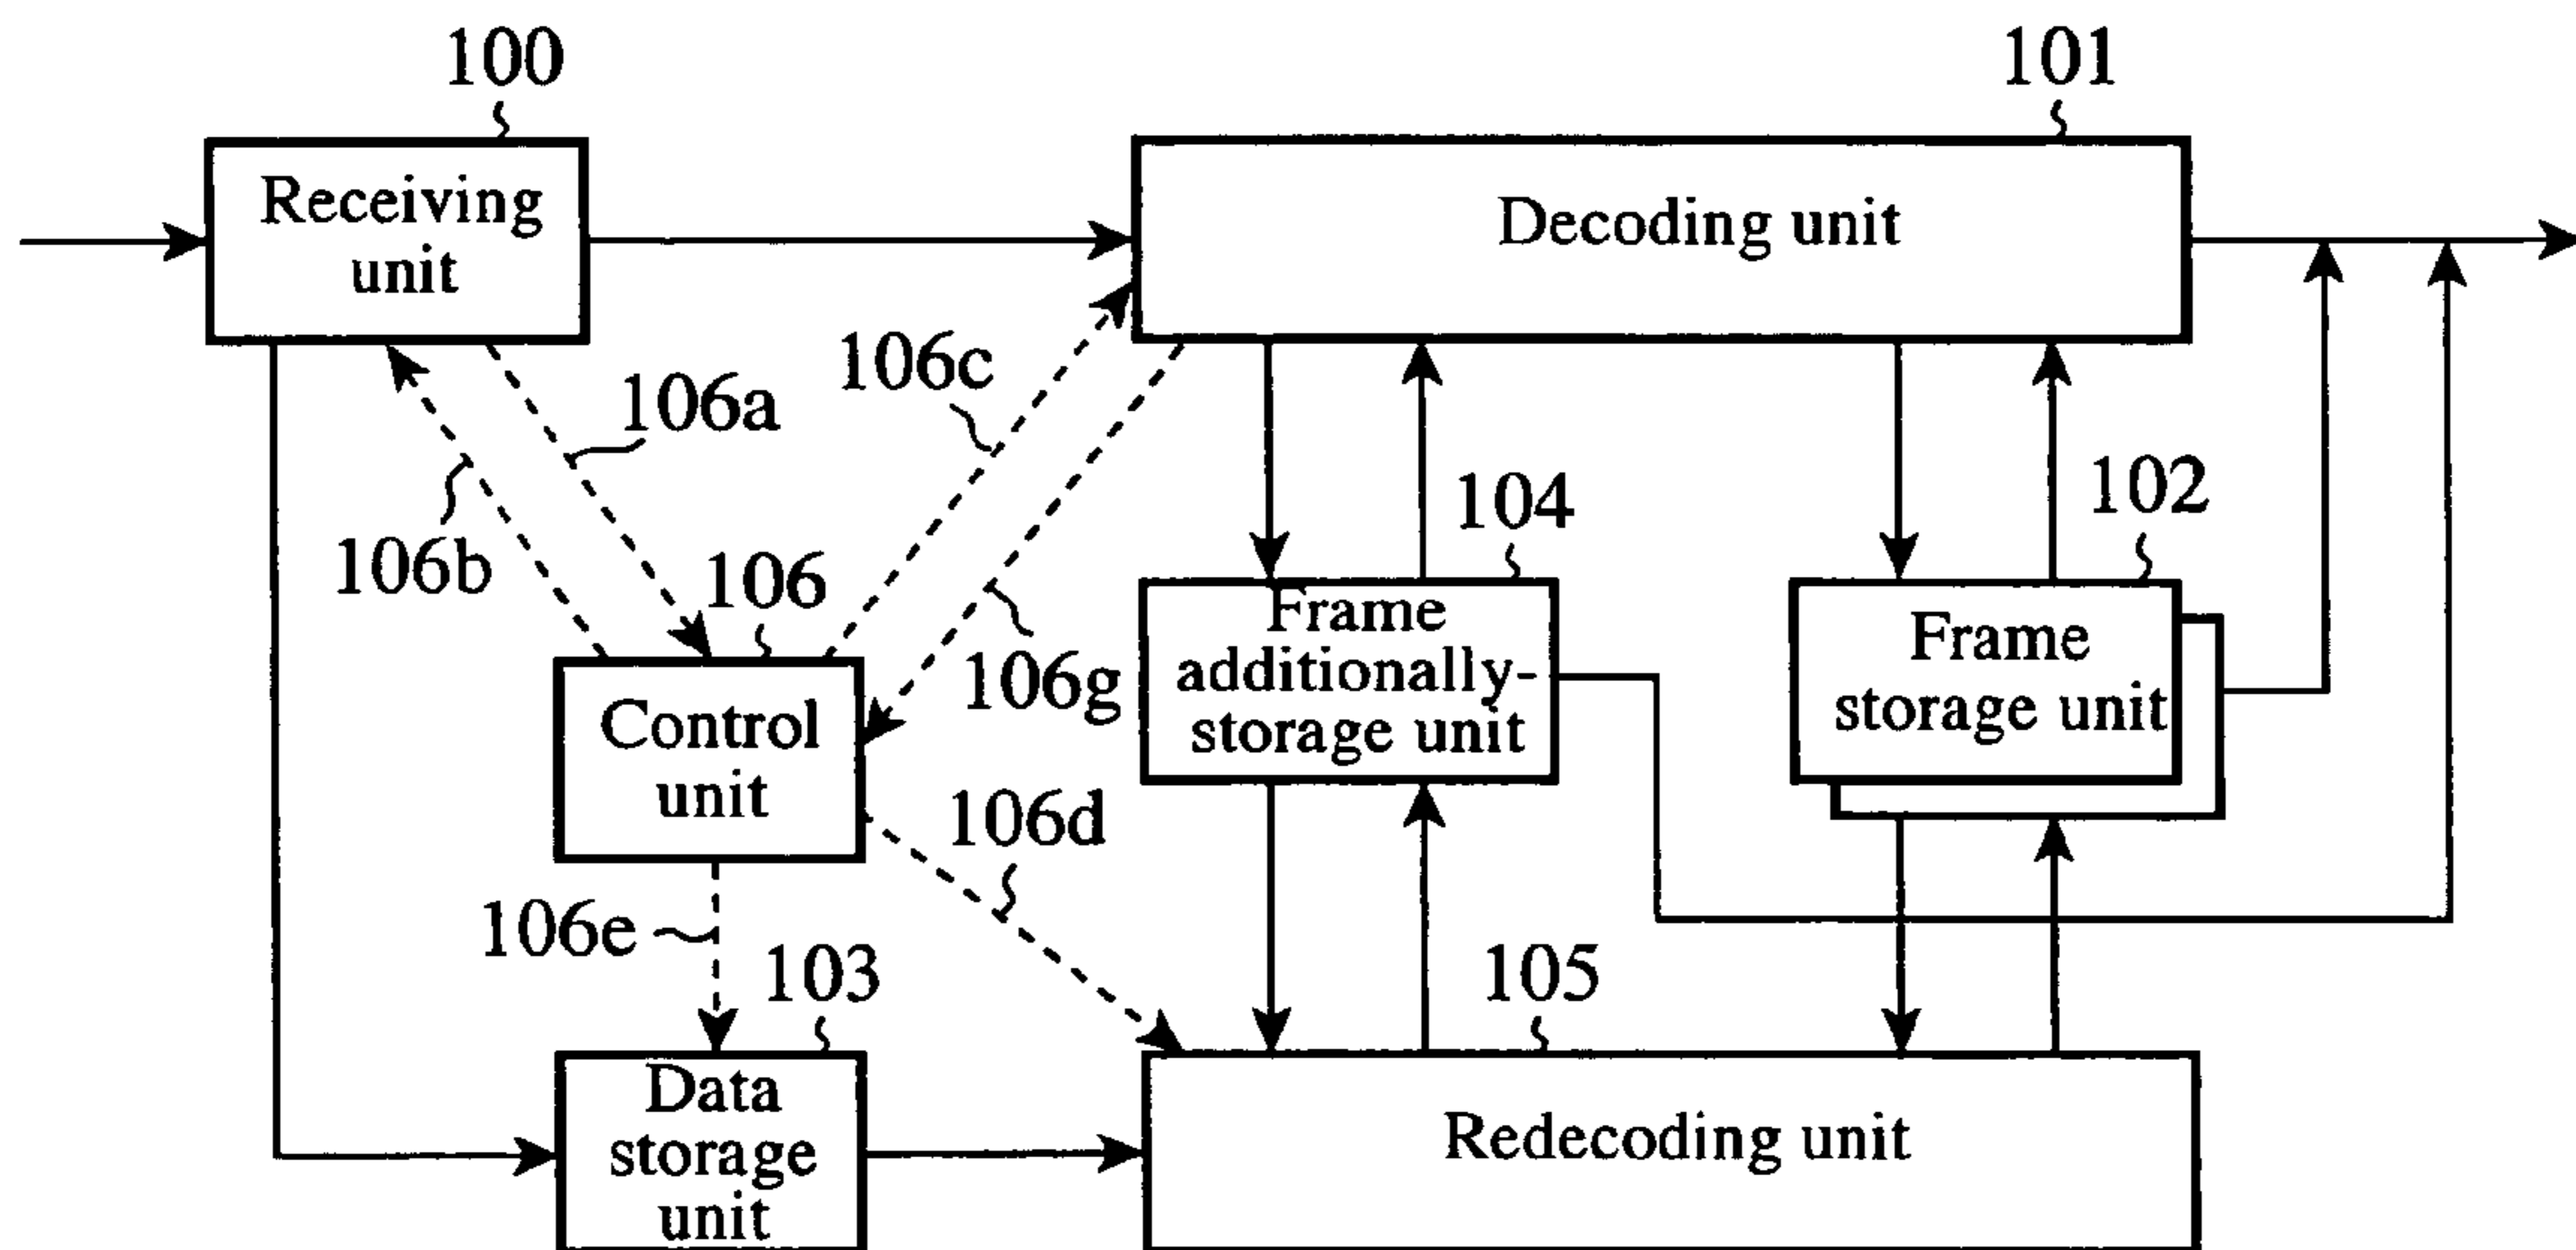 100
101
Receiving
unit
Decoding unit
106c
106a
104
102
106b
106
Frame
additionally-
storage unit
Frame
storage unit
106g
Control
unit
106d
106e
103
105
Data
storage
unit
Redecoding unit